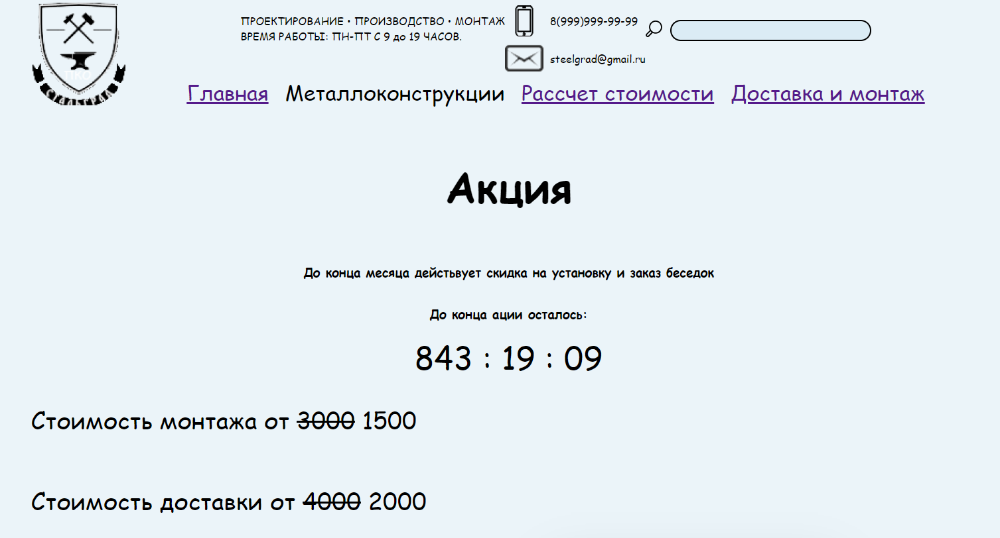 ПРОЕКТИРОВАНИЕ • ПРОИЗВОДСТВО • МОНТАЖ
ВРЕМЯ РАБОТЫ: ПН-ПТ С 9 до 19 ЧАСОВ.
8(999)999-99-99
steelgrad@gmail.ru
ПКО
Главная Металлоконструкции Рассчет стоимости Доставка и монтаж
Акция
До конца месяца действует скидка на установку и заказ беседок
До конца ации осталось:
843 : 19 : 09
Стоимость монтажа от 3000 1500
Стоимость доставки от 4000 2000